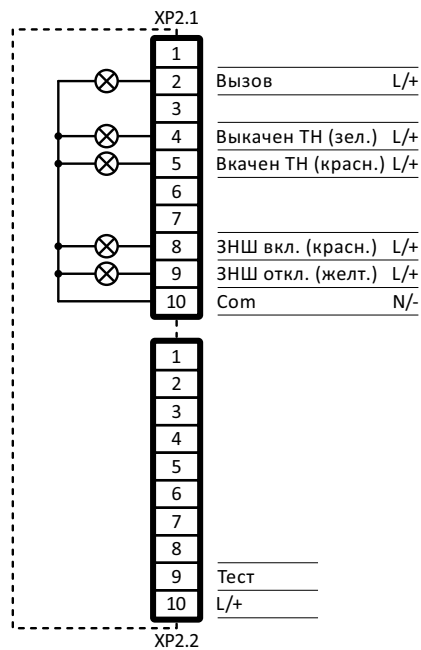 XP2.1
1
2 Вызов L/+
3
4 Выкачен ТН (зел.) L/+
5 Вкачен ТН (красн.) L/+
6
7
8 ЗНШ вкл. (красн.) L/+
9 ЗНШ откл. (желт.) L/+
10 Com N/-
1
2
3
4
5
6
7
8
9 Тест
10 L/+
XP2.2